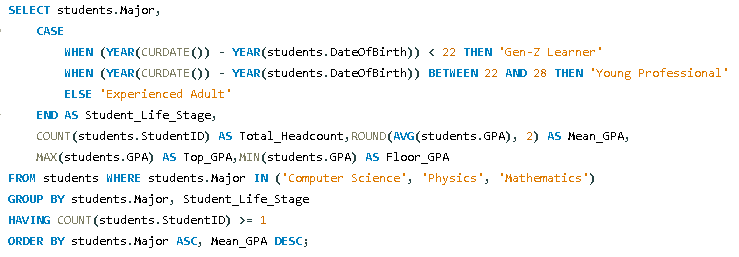 SELECT students.Major,
CASE
WHEN (YEAR(CURDATE()) - YEAR(students.DateOfBirth)) < 22 THEN 'Gen-Z Learner'
WHEN (YEAR(CURDATE()) - YEAR(students.DateOfBirth)) BETWEEN 22 AND 28 THEN 'Young Professional'
ELSE 'Experienced Adult'
END AS Student_Life_Stage,
COUNT(students.StudentID) AS Total_Headcount,ROUND(AVG(students.GPA), 2) AS Mean_GPA,
MAX(students.GPA) AS Top_GPA,MIN(students.GPA) AS Floor_GPA
FROM students WHERE students.Major IN ('Computer Science', 'Physics', 'Mathematics')
GROUP BY students.Major, Student_Life_Stage
HAVING COUNT(students.StudentID) >= 1
ORDER BY students.Major ASC, Mean_GPA DESC;